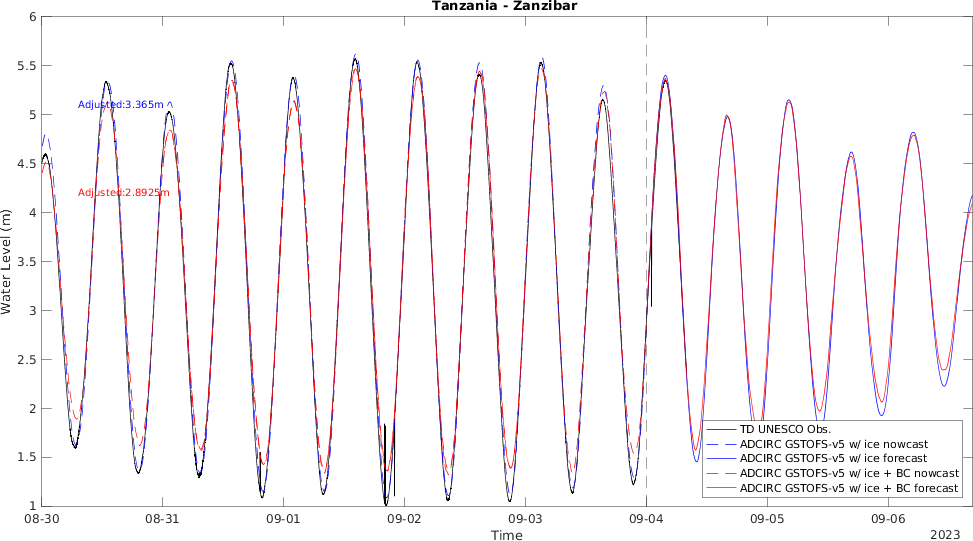 Tanzania - Zanzibar
6
5.5
5
4.5
4
3.5
3
2.5
2
1.5
1
Water Level (m)
Adjusted:3.365m
Adjusted:2.8925m
TD UNESCO Obs.
ADCIRC GSTOFS-v5 w/ ice nowcast
ADCIRC GSTOFS-v5 w/ ice forecast
ADCIRC GSTOFS-v5 w/ ice + BC nowcast
ADCIRC GSTOFS-v5 w/ ice + BC forecast
08-30 08-31 09-01 09-02 09-03 09-04 09-05 09-06
Time
2023